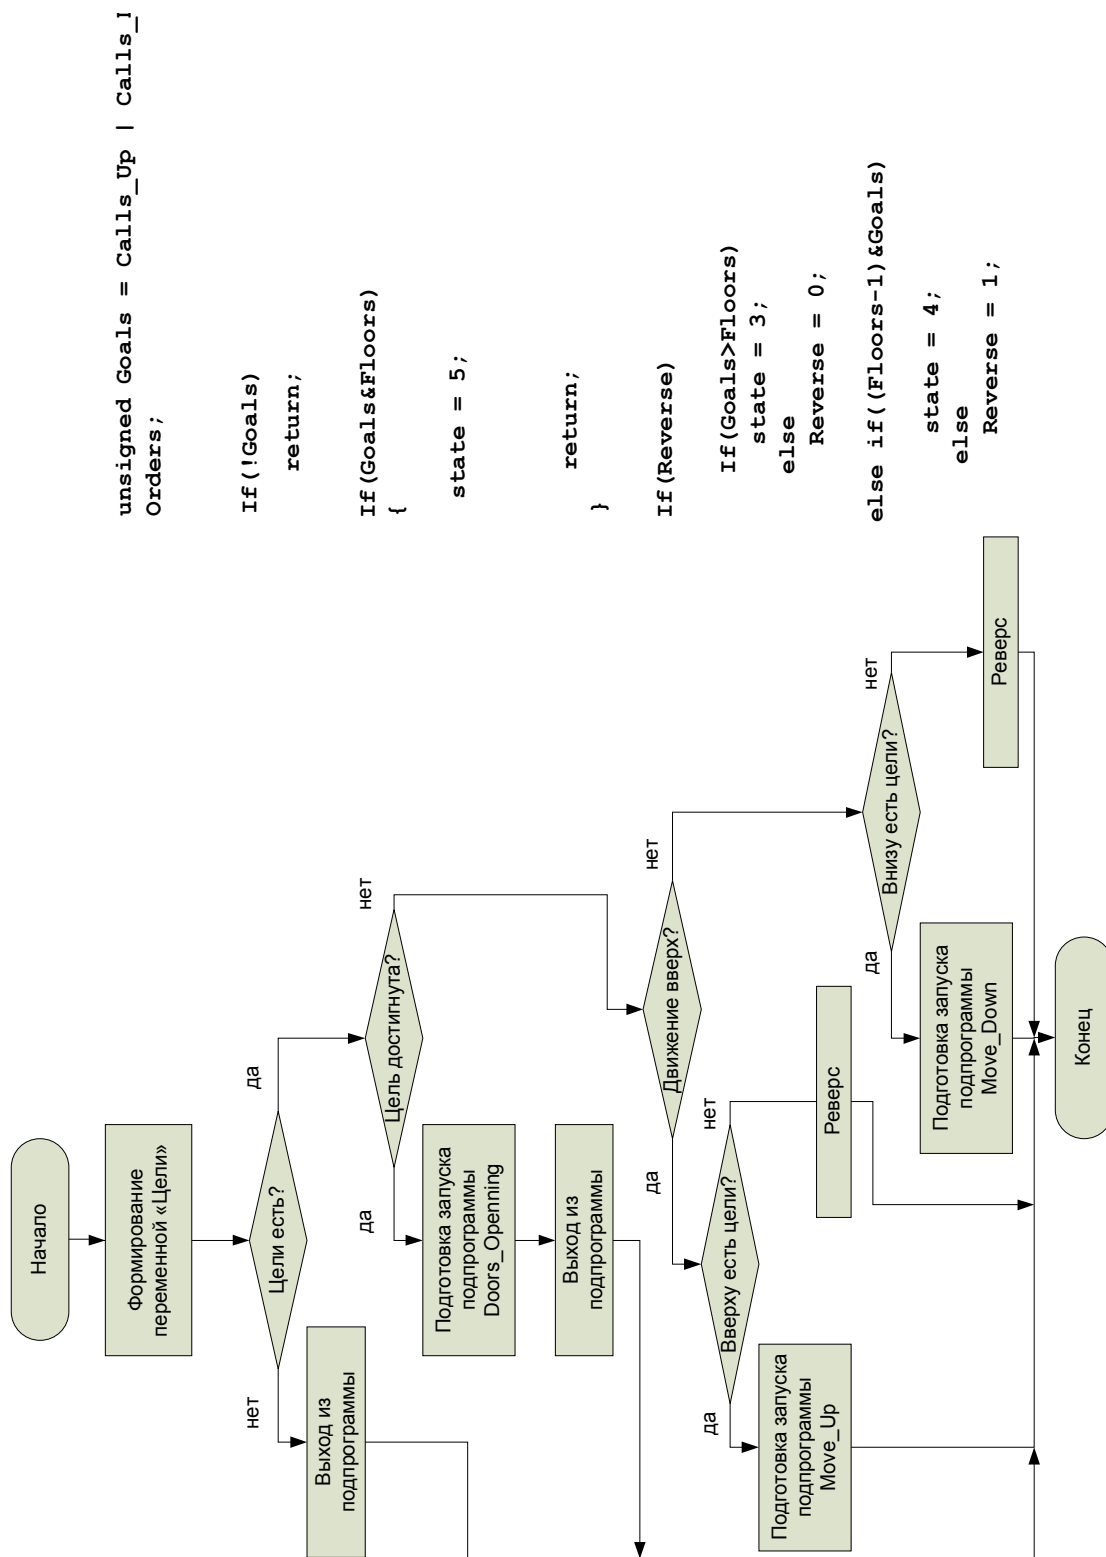 Начало
Формирование
переменной «Цели»
Цели есть?
нет
да
Выход из
подпрограммы
Цель достигнута?
да
нет
Подготовка запуска
подпрограммы
Doors_Openning
Выход из
подпрограммы
Движение вверх?
да
нет
Вверху есть цели?
да
нет
Подготовка запуска
подпрограммы
Move_Up
Реверс
Внизу есть цели?
да
нет
Подготовка запуска
подпрограммы
Move_Down
Реверс
Конец
unsigned Goals = Calls_Up | Calls_
Orders;
If(!Goals)
return;
If(Goals&Floors)
{
state = 5;
return;
}
If(Reverse)
If(Goals>Floors)
state = 3;
else
Reverse = 0;
else if((Floors-1)&Goals)
state = 4;
else
Reverse = 1;